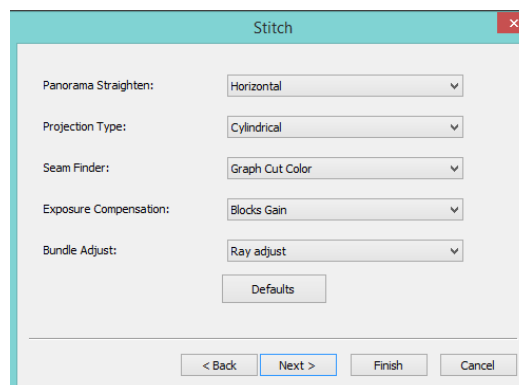 Stitch
Panorama Straighten: Horizontal
Projection Type: Cylindrical
Seam Finder: Graph Cut Color
Exposure Compensation: Blocks Gain
Bundle Adjust: Ray adjust
Defaults
< Back Next > Finish Cancel